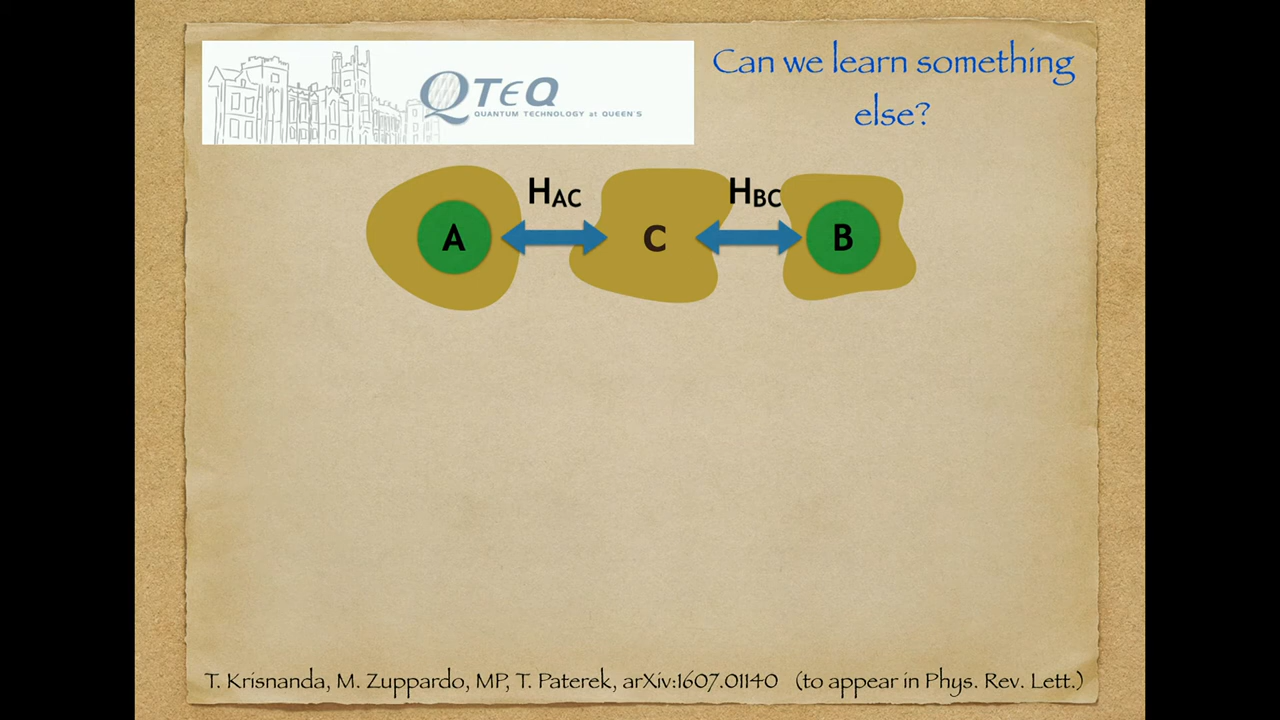 QTεQ
QUANTUM TECHNOLOGY at QUEEN'S
Can we learn something
else?
HAC
HBC
A
C
B
T. Krisnanda, M. Zuppardo, MP, T. Paterek, arXiv:1607.01140 (to appear in Phys. Rev. Lett.)